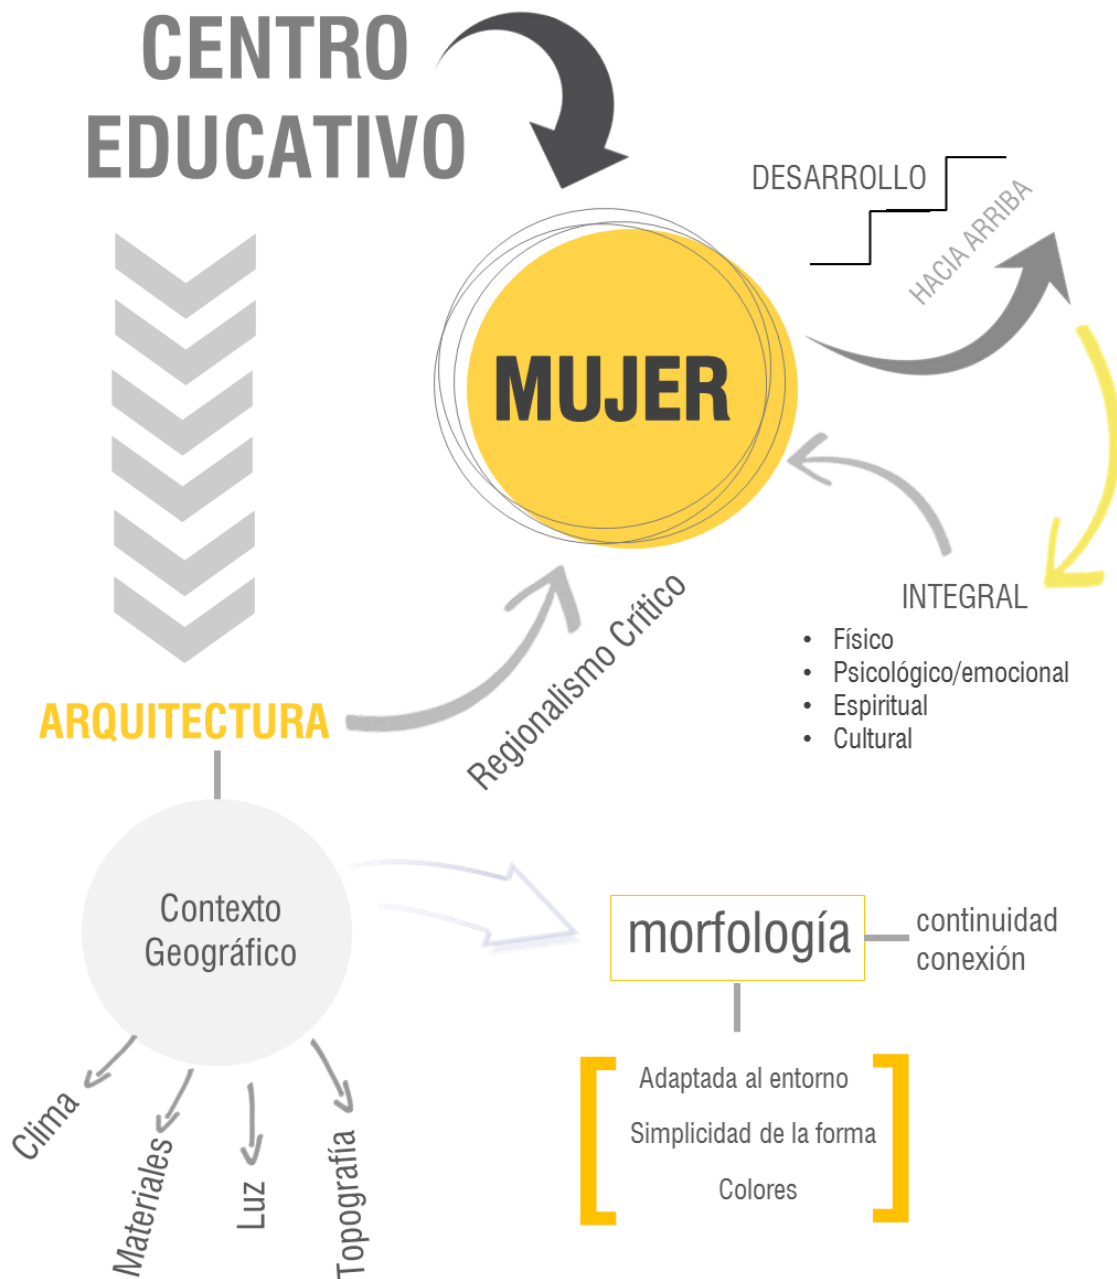 CENTRO
EDUCATIVO
DESARROLLO
HACIA ARRIBA
MUJER
INTEGRAL
• Físico
• Psicológico/emocional
• Espiritual
• Cultural
Regionalismo Crítico
ARQUITECTURA
Contexto
Geográfico
morfología
continuidad
conexión
Clima
Materiales
Luz
Topografía
Adaptada al entorno
Simplicidad de la forma
Colores